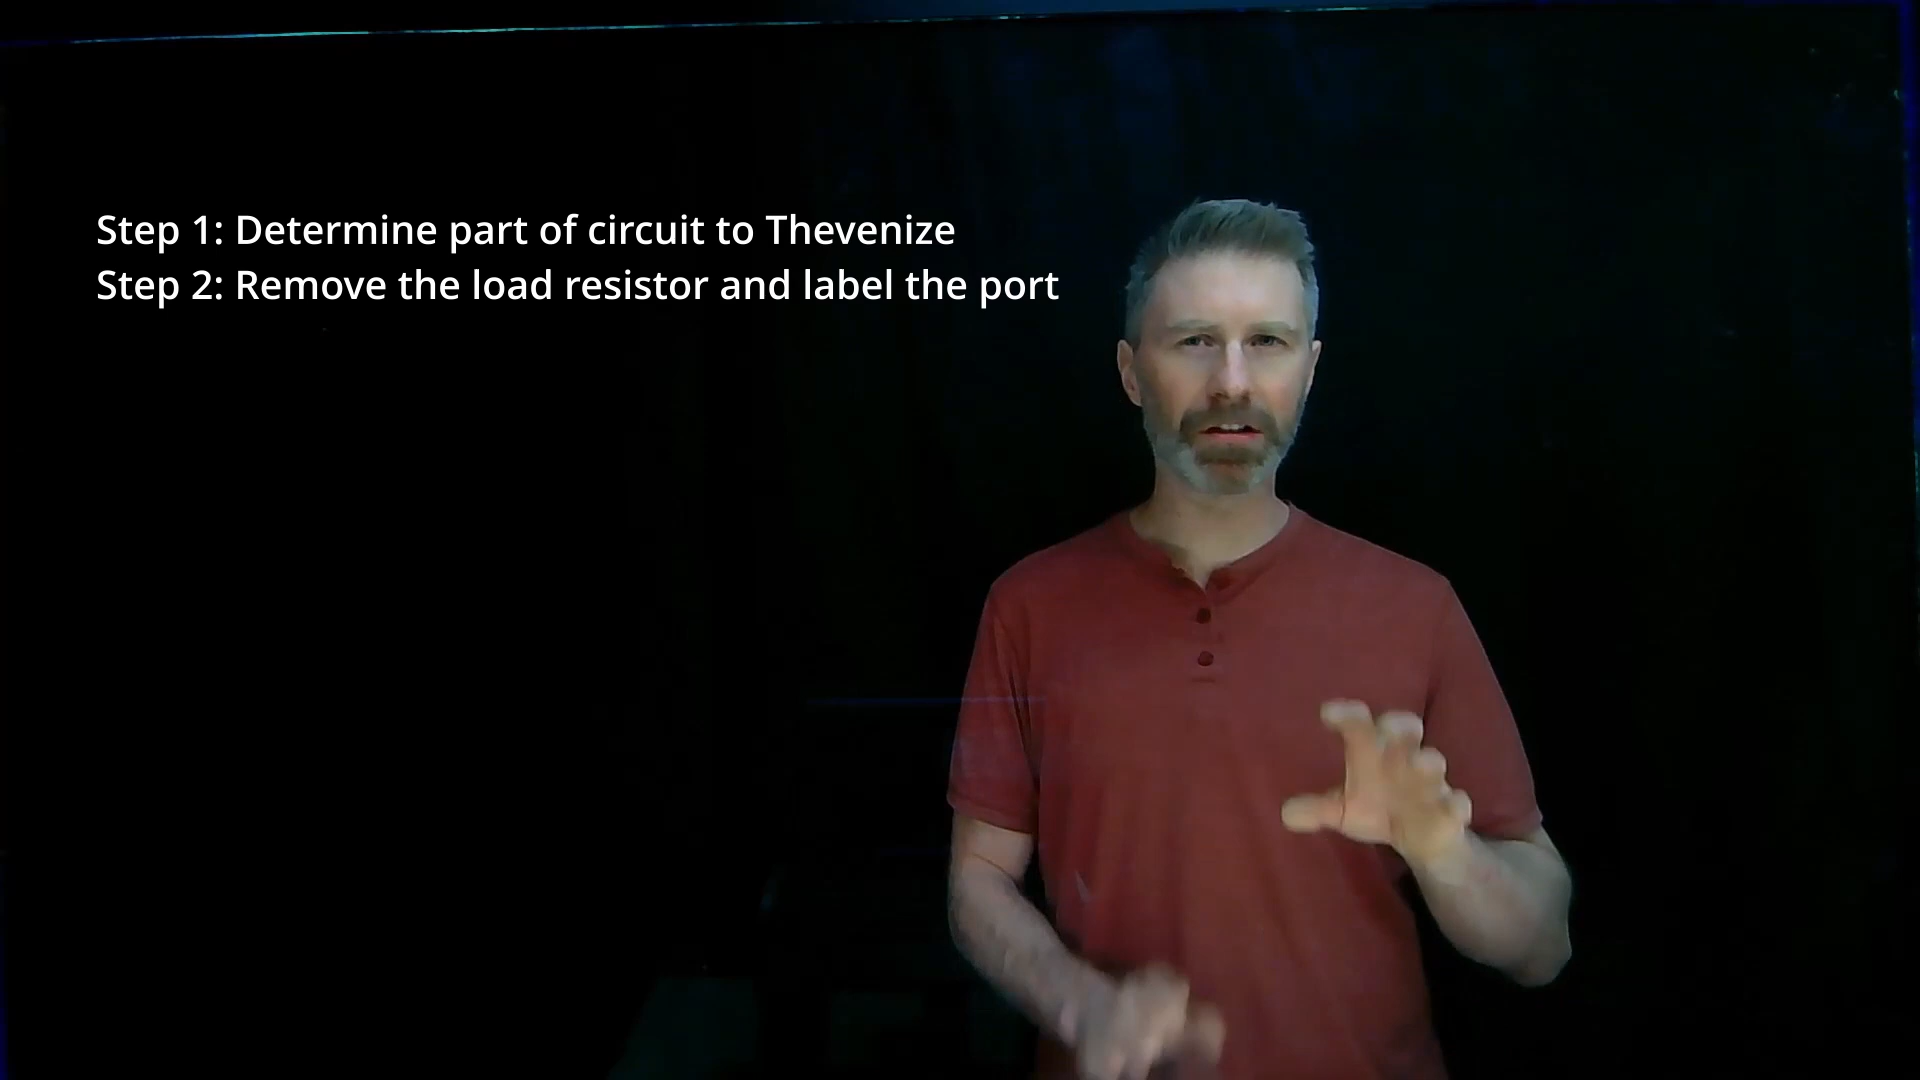 Step 1: Determine part of circuit to Thevenize
Step 2: Remove the load resistor and label the port